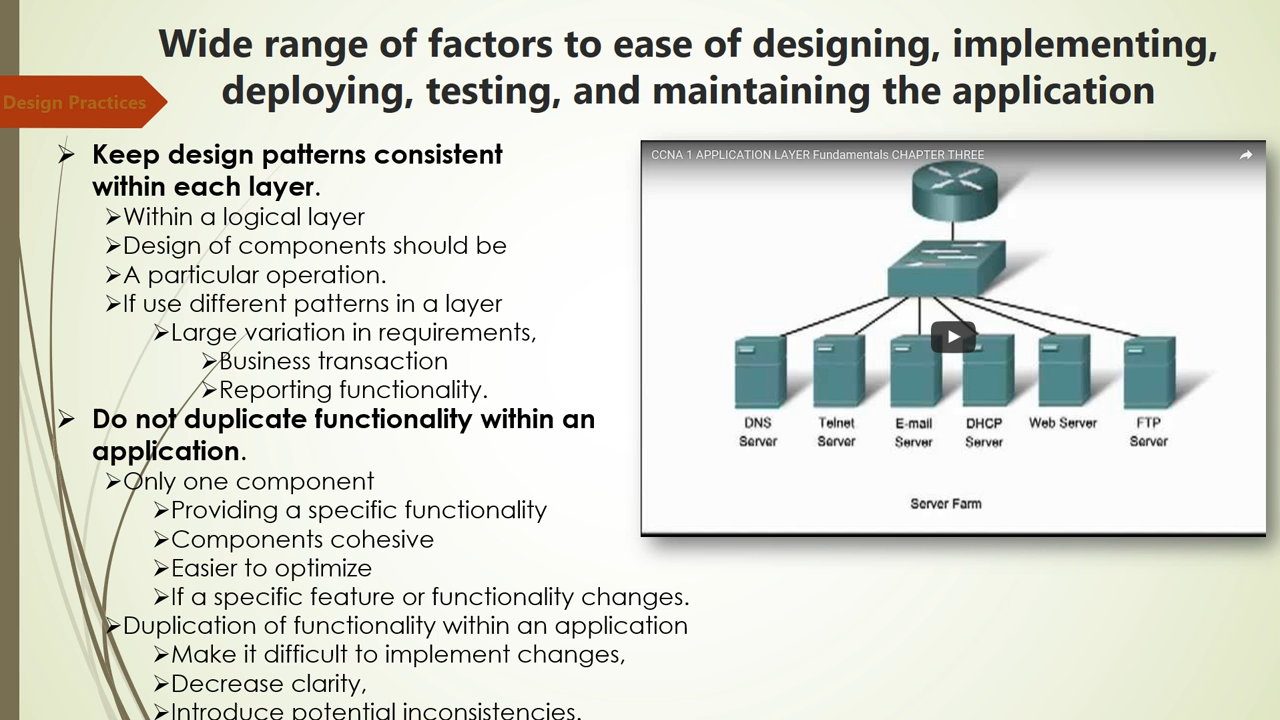 Wide range of factors to ease of designing, implementing,
deploying, testing, and maintaining the application
Design Practices
➢ Keep design patterns consistent
within each layer.
➢Within a logical layer
➢Design of components should be
➢A particular operation.
➢If use different patterns in a layer
➢Large variation in requirements,
➢Business transaction
➢Reporting functionality.
➢ Do not duplicate functionality within an
application.
➢Only one component
➢Providing a specific functionality
➢Components cohesive
➢Easier to optimize
➢If a specific feature or functionality changes.
➢Duplication of functionality within an application
➢Make it difficult to implement changes,
➢Decrease clarity,
➢Introduce potential inconsistencies.
CCNA 1 APPLICATION LAYER Fundamentals CHAPTER THREE
DNS
Server
Telnet
Server
E-mail
Server
DHCP
Server
Web Server
FTP
Server
Server Farm